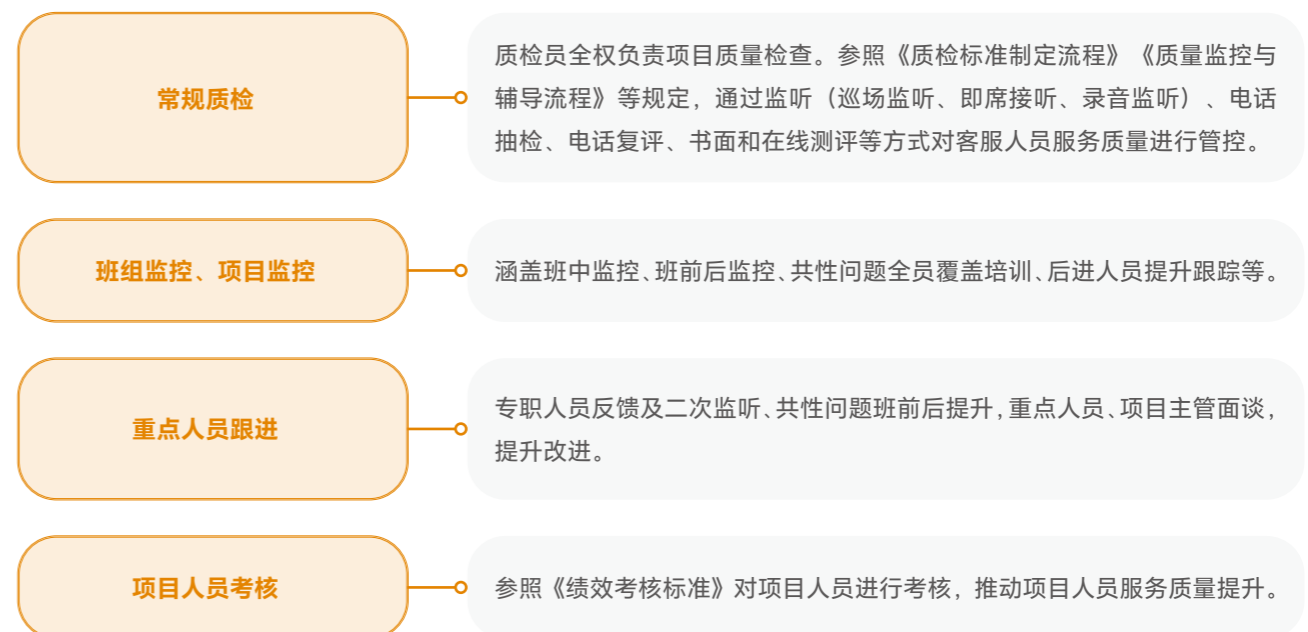 常规质检
质检员全权负责项目质量检查。参照《质检标准制定流程》《质量监控与
辅导流程》等规定，通过监听（巡场监听、即席接听、录音监听）、电话
抽检、电话复评、书面和在线测评等方式对客服人员服务质量进行管控。
班组监控、项目监控
涵盖班中监控、班前后监控、共性问题全员覆盖培训、后进人员提升跟踪等。
重点人员跟进
专职人员反馈及二次监听、共性问题班前后提升，重点人员、项目主管面谈，
提升改进。
项目人员考核
参照《绩效考核标准》对项目人员进行考核，推动项目人员服务质量提升。